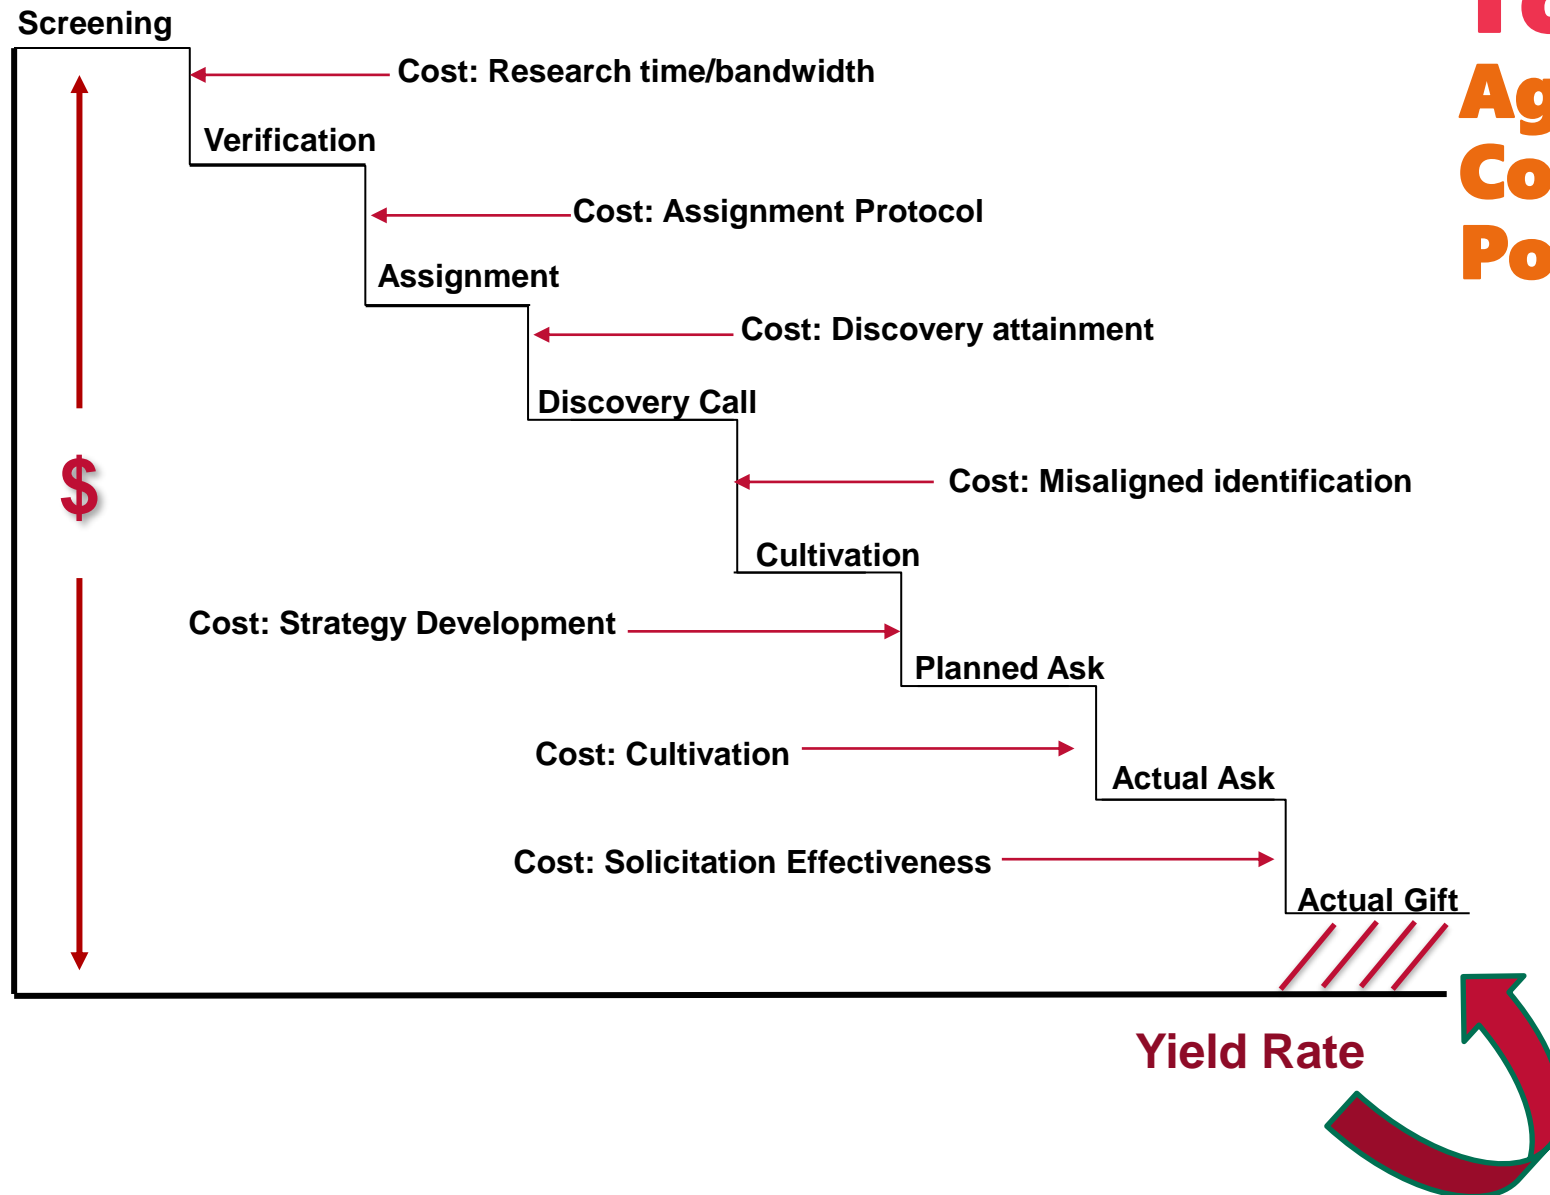 Screening
Cost: Research time/bandwidth
Verification
Cost: Assignment Protocol
Assignment
Cost: Discovery attainment
Discovery Call
Cost: Misaligned identification
$
Cultivation
Cost: Strategy Development
Planned Ask
Cost: Cultivation
Actual Ask
Cost: Solicitation Effectiveness
Actual Gift
Yield Rate